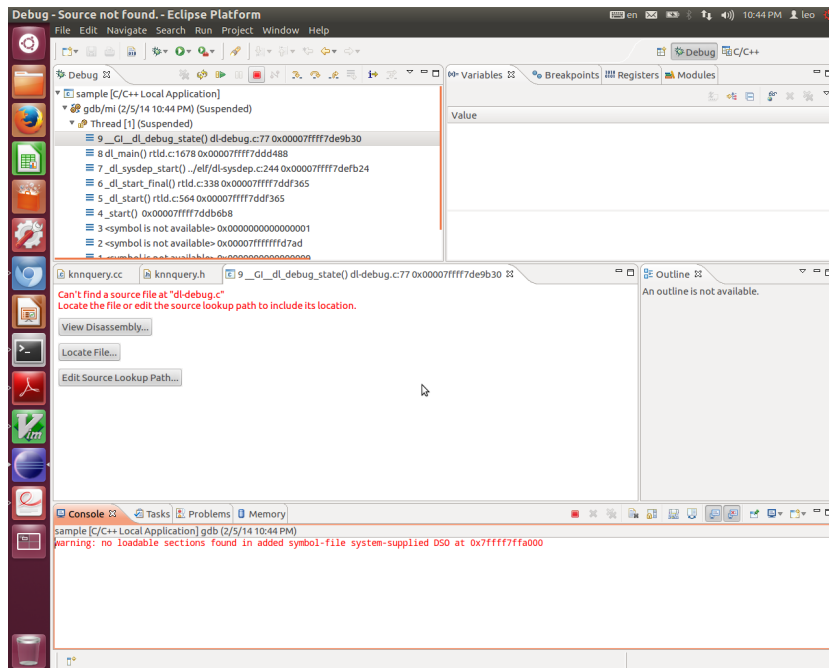 Debug - Source not found. - Eclipse Platform
en
10:44 PM
leo
File Edit Navigate Search Run Project Window Help
Debug
C/C++
Debug
Variables
Breakpoints
Registers
Modules
sample [C/C++ Local Application]
gdb/mi (2/5/14 10:44 PM) (Suspended)
Thread [1] (Suspended)
9 __GI__dl_debug_state() dl-debug.c:77 0x00007ffff7de9b30
8 dl_main() rtld.c:1678 0x00007ffff7ddd488
7 _dl_sysdep_start() ../elf/dl-sysdep.c:244 0x00007ffff7defb24
6 _dl_start_final() rtld.c:338 0x00007ffff7ddf365
5 _dl_start() rtld.c:564 0x00007ffff7ddf365
4 _start() 0x00007ffff7ddb6b8
3 <symbol is not available> 0x0000000000000001
2 <symbol is not available> 0x00007fffffffd7ad
1 <symbol is not available> 0x0000000000000000
Value
knnquery.cc
knnquery.h
9 __GI__dl_debug_state() dl-debug.c:77 0x00007ffff7de9b30
Outline
Can't find a source file at "dl-debug.c"
Locate the file or edit the source lookup path to include its location.
An outline is not available.
View Disassembly...
Locate File...
Edit Source Lookup Path...
Console
Tasks
Problems
Memory
sample [C/C++ Local Application] gdb (2/5/14 10:44 PM)
warning: no loadable sections found in added symbol-file system-supplied DSO at 0x7ffff7ffa000